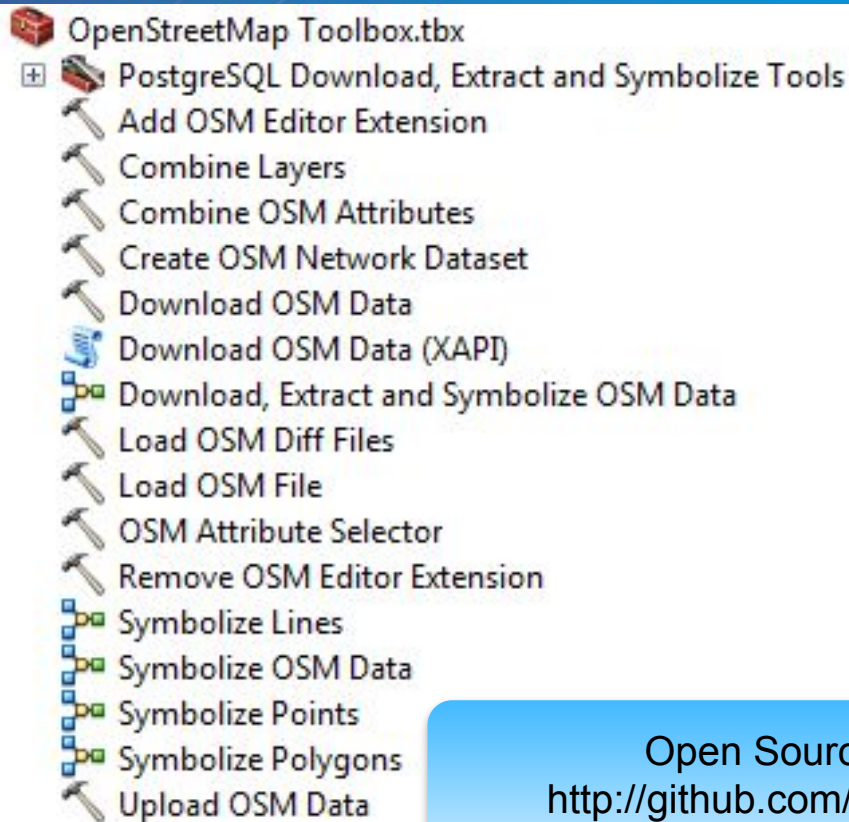 OpenStreetMap Toolbox.tbx
PostgreSQL Download, Extract and Symbolize Tools
Add OSM Editor Extension
Combine Layers
Combine OSM Attributes
Create OSM Network Dataset
Download OSM Data
Download OSM Data (XAPI)
Download, Extract and Symbolize OSM Data
Load OSM Diff Files
Load OSM File
OSM Attribute Selector
Remove OSM Editor Extension
Symbolize Lines
Symbolize OSM Data
Symbolize Points
Symbolize Polygons
Upload OSM Data
Open Sour
http://github.com/